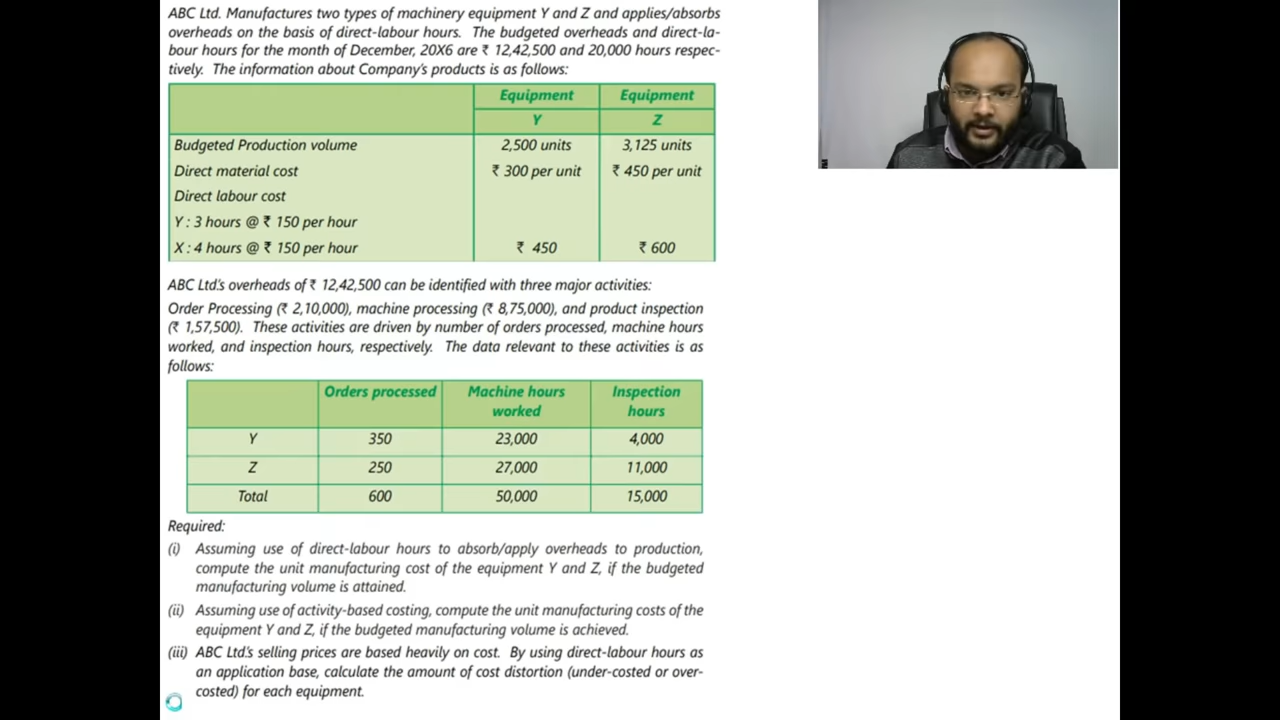 ABC Ltd. Manufactures two types of machinery equipment Y and Z and applies/absorbs
overheads on the basis of direct-labour hours. The budgeted overheads and direct-la-
bour hours for the month of December, 20X6 are ₹ 12,42,500 and 20,000 hours respec-
tively. The information about Company's products is as follows:
Equipment Equipment
Y Z
Budgeted Production volume 2,500 units 3,125 units
Direct material cost ₹ 300 per unit ₹ 450 per unit
Direct labour cost
Y : 3 hours @ ₹ 150 per hour
X : 4 hours @ ₹ 150 per hour ₹ 450 ₹ 600
ABC Ltd.'s overheads of ₹ 12,42,500 can be identified with three major activities:
Order Processing (₹ 2,10,000), machine processing (₹ 8,75,000), and product inspection
(₹ 1,57,500). These activities are driven by number of orders processed, machine hours
worked, and inspection hours, respectively. The data relevant to these activities is as
follows:
Orders processed Machine hours Inspection
worked hours
Y 350 23,000 4,000
Z 250 27,000 11,000
Total 600 50,000 15,000
Required:
(i) Assuming use of direct-labour hours to absorb/apply overheads to production,
compute the unit manufacturing cost of the equipment Y and Z, if the budgeted
manufacturing volume is attained.
(ii) Assuming use of activity-based costing, compute the unit manufacturing costs of the
equipment Y and Z, if the budgeted manufacturing volume is achieved.
(iii) ABC Ltd.'s selling prices are based heavily on cost. By using direct-labour hours as
an application base, calculate the amount of cost distortion (under-costed or over-
costed) for each equipment.